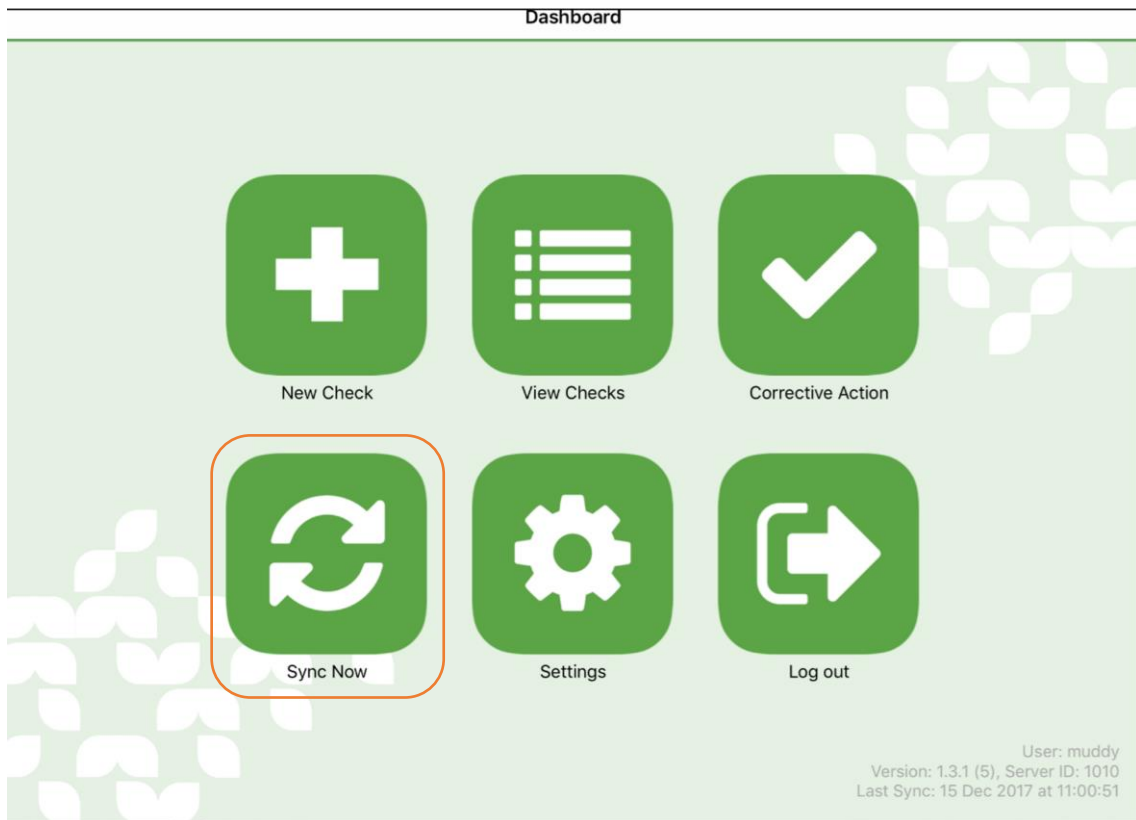 Dashboard
New Check
View Checks
Corrective Action
Sync Now
Settings
Log out
User: muddy
Version: 1.3.1 (5), Server ID: 1010
Last Sync: 15 Dec 2017 at 11:00:51